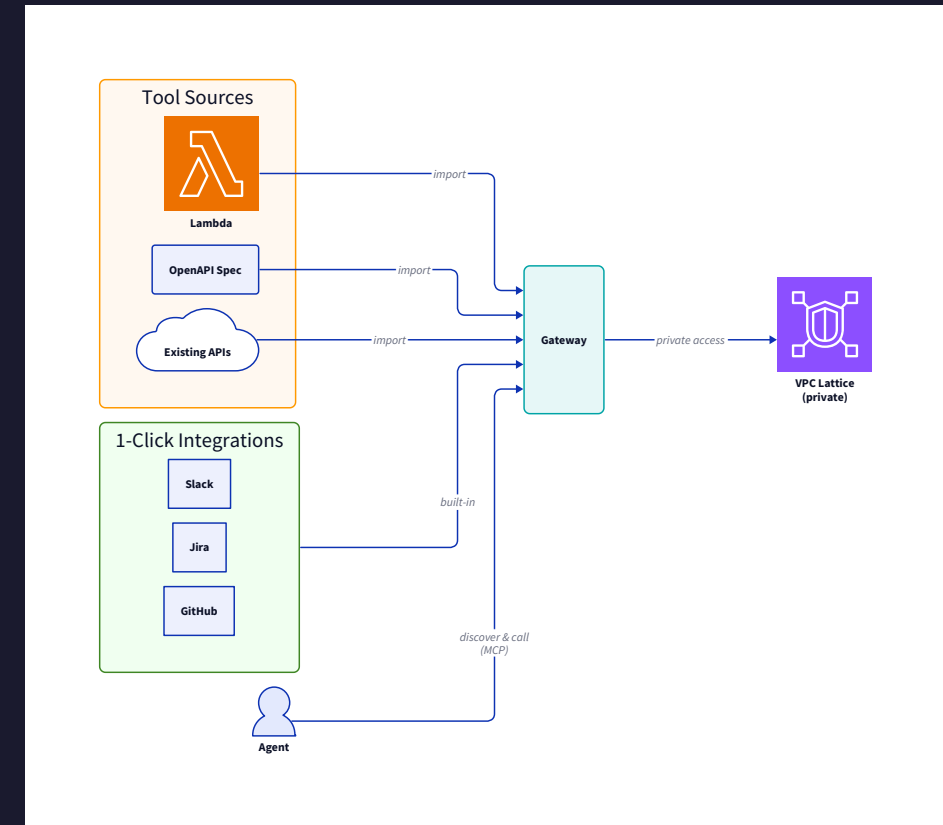 Tool Sources
Lambda
import
OpenAPI Spec
import
Existing APIs
import
Gateway
private access
VPC Lattice
(private)
1-Click Integrations
Slack
Jira
GitHub
built-in
discover & call
(MCP)
Agent